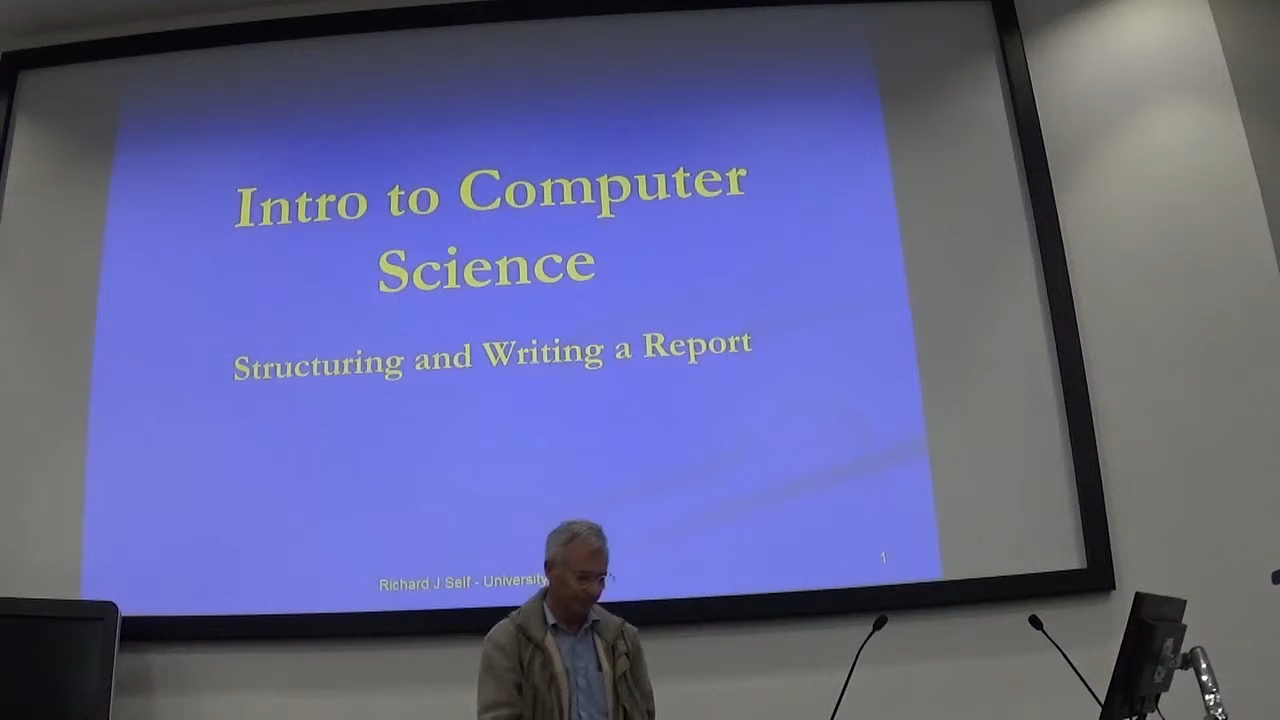 Intro to Computer
Science
Structuring and Writing a Report
Richard J Self - University
1